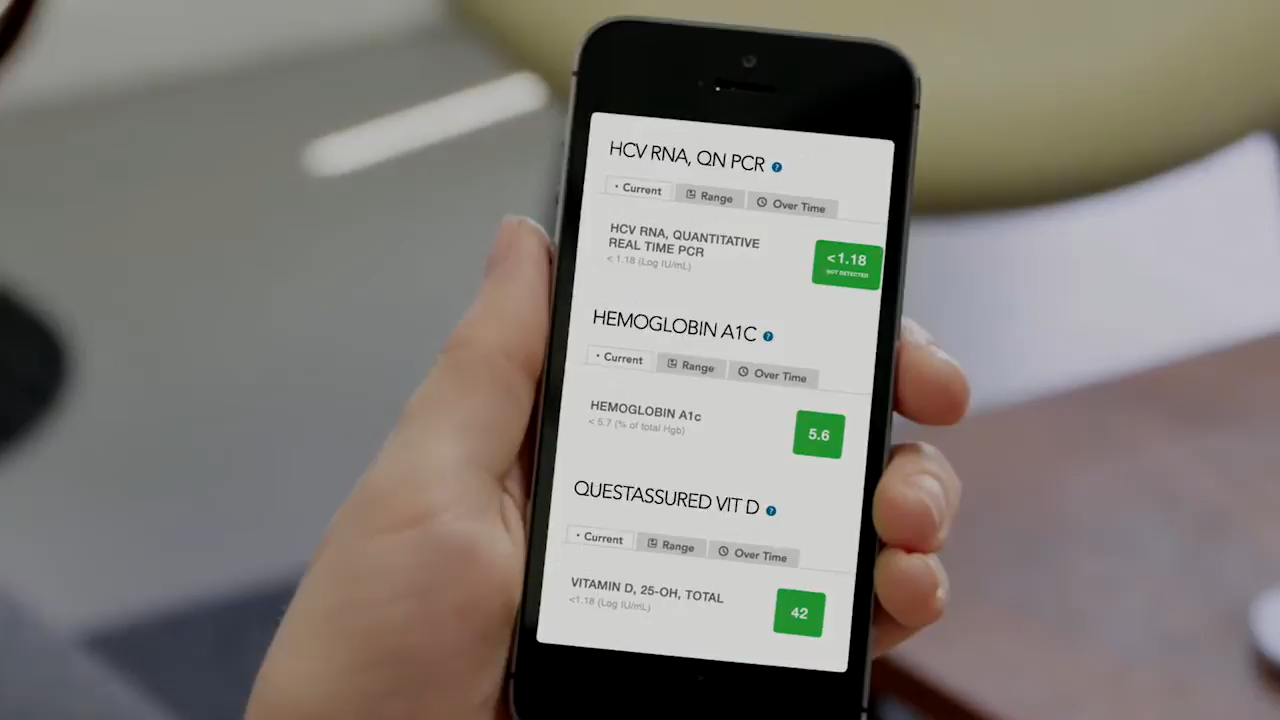 HCV RNA, QN PCR ?
• Current Range Over Time
HCV RNA, QUANTITATIVE
REAL TIME PCR
< 1.18 (Log IU/mL)
<1.18
NOT DETECTED
HEMOGLOBIN A1C ?
• Current Range Over Time
HEMOGLOBIN A1c
< 5.7 (% of total Hgb)
5.6
QUESTASSURED VIT D ?
• Current Range Over Time
VITAMIN D, 25-OH, TOTAL
<1.18 (Log IU/mL)
42